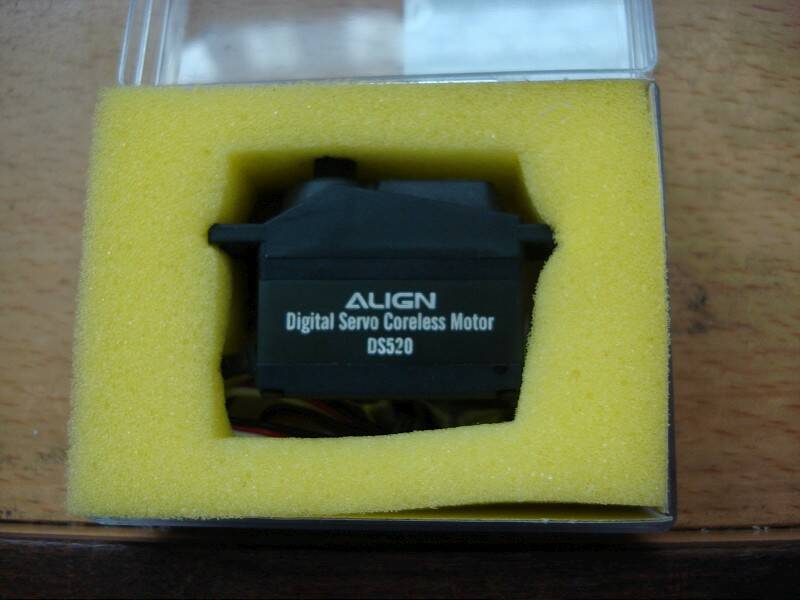 ALIGN
Digital Servo Coreless Motor
DS520